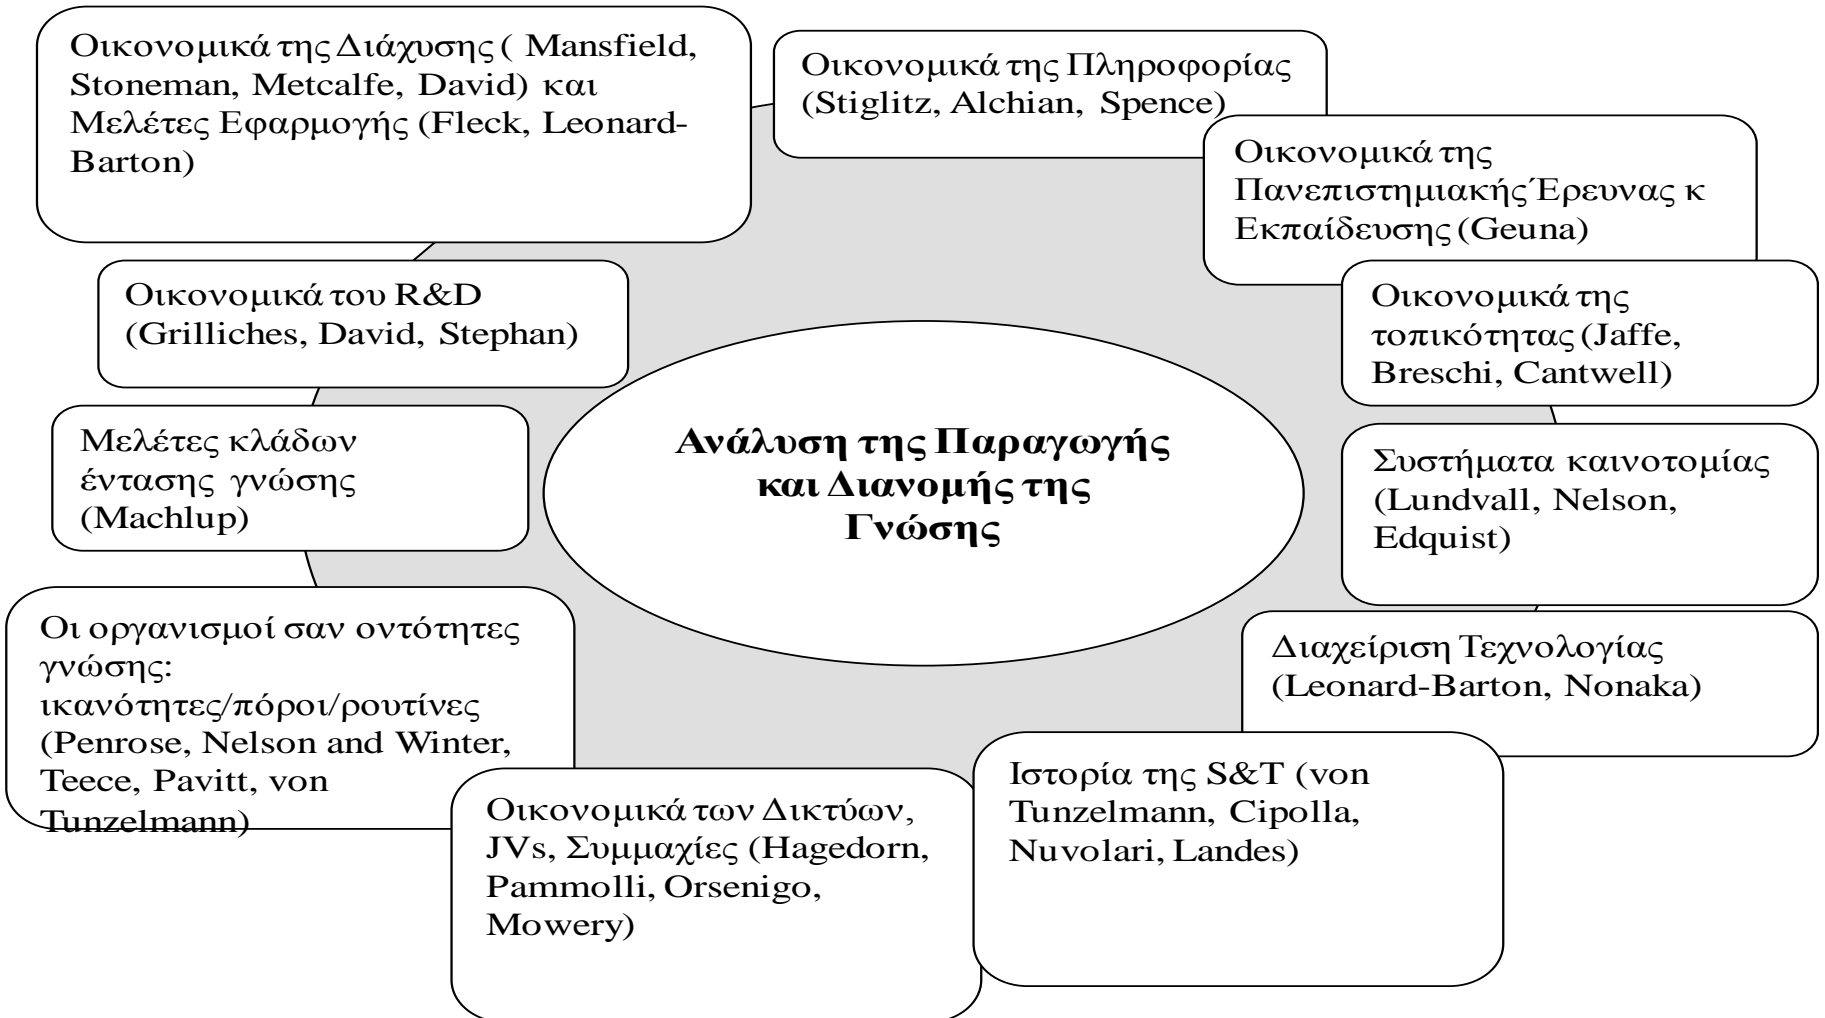 Οικονομικά της Διάχυσης ( Mansfield,
Stoneman, Metcalfe, David) και
Μελέτες Εφαρμογής (Fleck, Leonard-
Barton)
Οικονομικά της Πληροφορίας
(Stiglitz, Alchian, Spence)
Οικονομικά της
Πανεπιστημιακής Έρευνας κ
Εκπαίδευσης (Geuna)
Οικονομικά του R&D
(Grilliches, David, Stephan)
Οικονομικά της
τοπικότητας (Jaffe,
Breschi, Cantwell)
Μελέτες κλάδων
έντασης γνώσης
(Machlup)
Ανάλυση της Παραγωγής
και Διανομής της
Γνώσης
Συστήματα καινοτομίας
(Lundvall, Nelson,
Edquist)
Οι οργανισμοί σαν οντότητες
γνώσης:
ικανότητες/πόροι/ρουτίνες
(Penrose, Nelson and Winter,
Teece, Pavitt, von
Tunzelmann)
Διαχείριση Τεχνολογίας
(Leonard-Barton, Nonaka)
Οικονομικά των Δικτύων,
JVs, Συμμαχίες (Hagedorn,
Pammolli, Orsenigo,
Mowery)
Ιστορία της S&T (von
Tunzelmann, Cipolla,
Nuvolari, Landes)